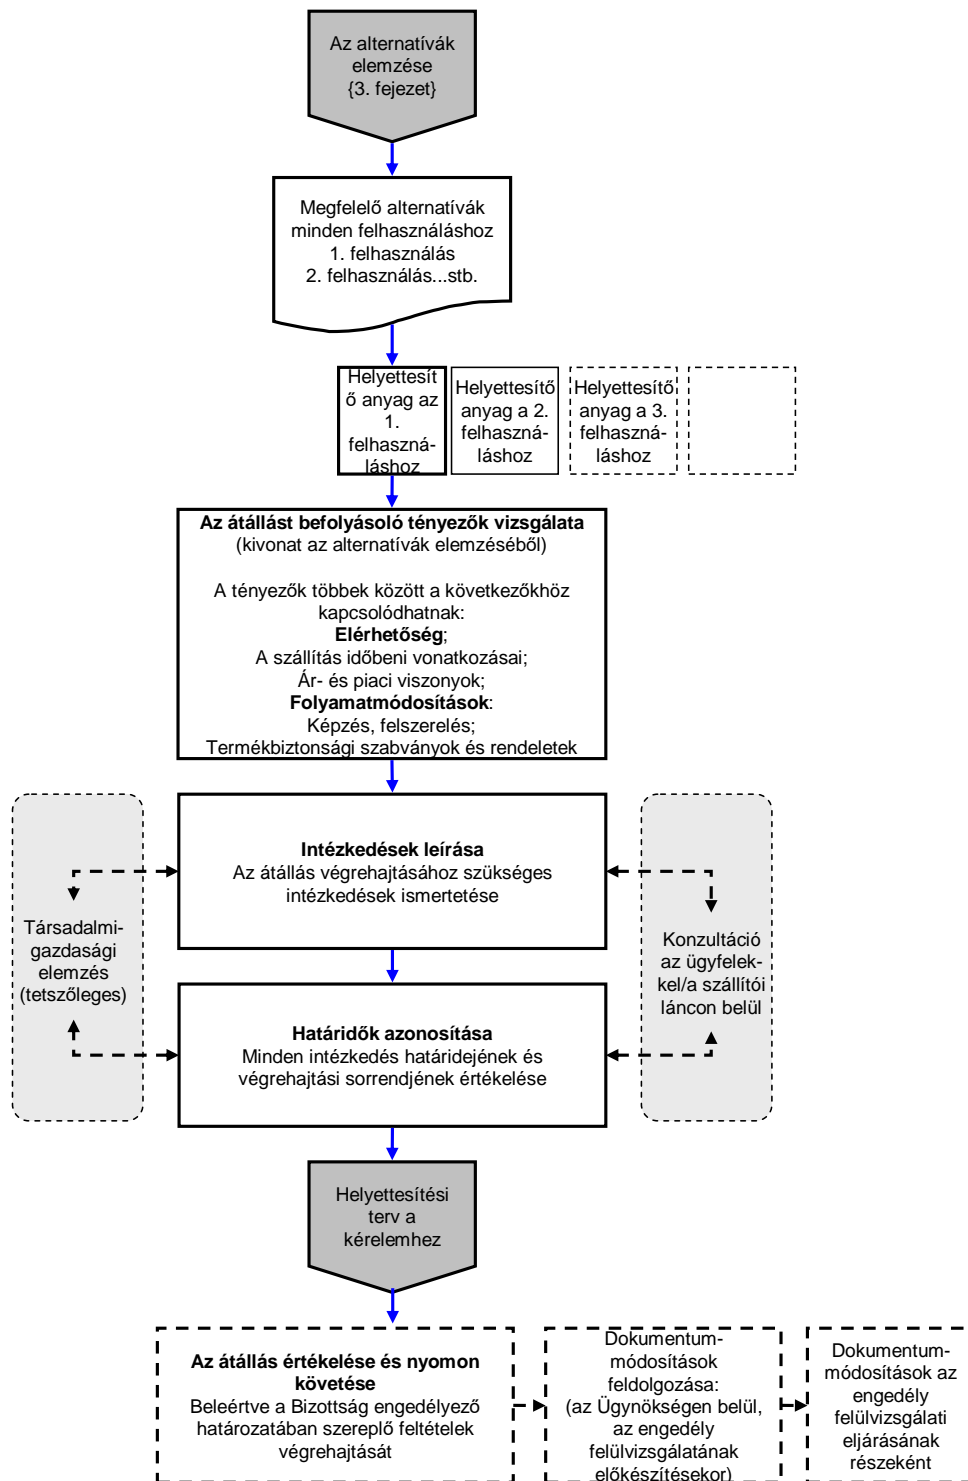 Az alternatívák
elemzése
{3. fejezet}
Megfelelő alternatívák
minden felhasználáshoz
1. felhasználás
2. felhasználás...stb.
Helyettesít
ő anyag az
1.
felhaszná-
láshoz
Helyettesítő
anyag a 2.
felhaszná-
láshoz
Helyettesítő
anyag a 3.
felhaszná-
láshoz
Az átállást befolyásoló tényezők vizsgálata
(kivonat az alternatívák elemzéséből)
A tényezők többek között a következőkhöz
kapcsolódhatnak:
Elérhetőség;
A szállítás időbeni vonatkozásai;
Ár- és piaci viszonyok;
Folyamatmódosítások:
Képzés, felszerelés;
Termékbiztonsági szabványok és rendeletek
Intézkedések leírása
Az átállás végrehajtásához szükséges
intézkedések ismertetése
Társadalmi-
gazdasági
elemzés
(tetszőleges)
Konzultáció
az ügyfelek-
kel/a szállítói
láncon belül
Határidők azonosítása
Minden intézkedés határidejének és
végrehajtási sorrendjének értékelése
Helyettesítési
terv a
kérelemhez
Az átállás értékelése és nyomon
követése
Beleértve a Bizottság engedélyező
határozatában szereplő feltételek
végrehajtását
Dokumentum-
módosítások
feldolgozása:
(az Ügynökségen belül,
az engedély
felülvizsgálatának
előkészítésekor)
Dokumentum-
módosítások az
engedély
felülvizsgálati
eljárásának
részeként